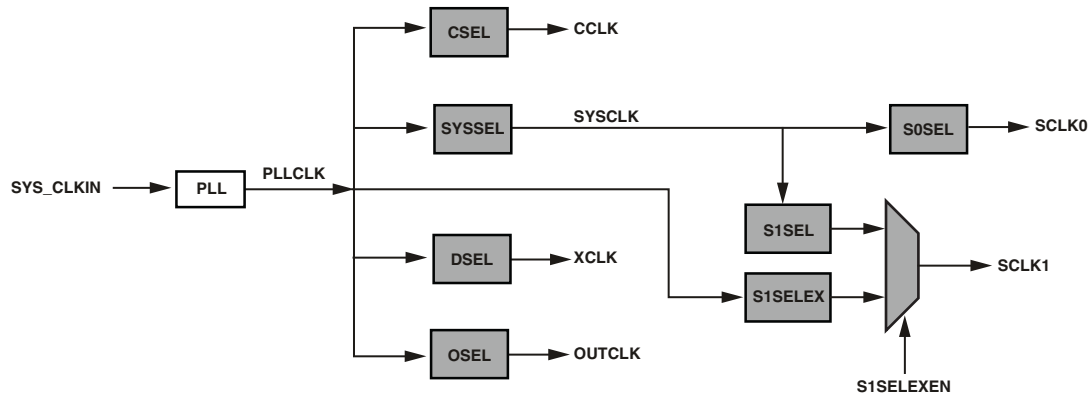 CSEL
CCLK
SYSSEL
SYSCLK
S0SEL
SCLK0
SYS_CLKIN
PLL
PLLCLK
S1SEL
DSEL
XCLK
SCLK1
S1SELEX
OSEL
OUTCLK
S1SELEXEN